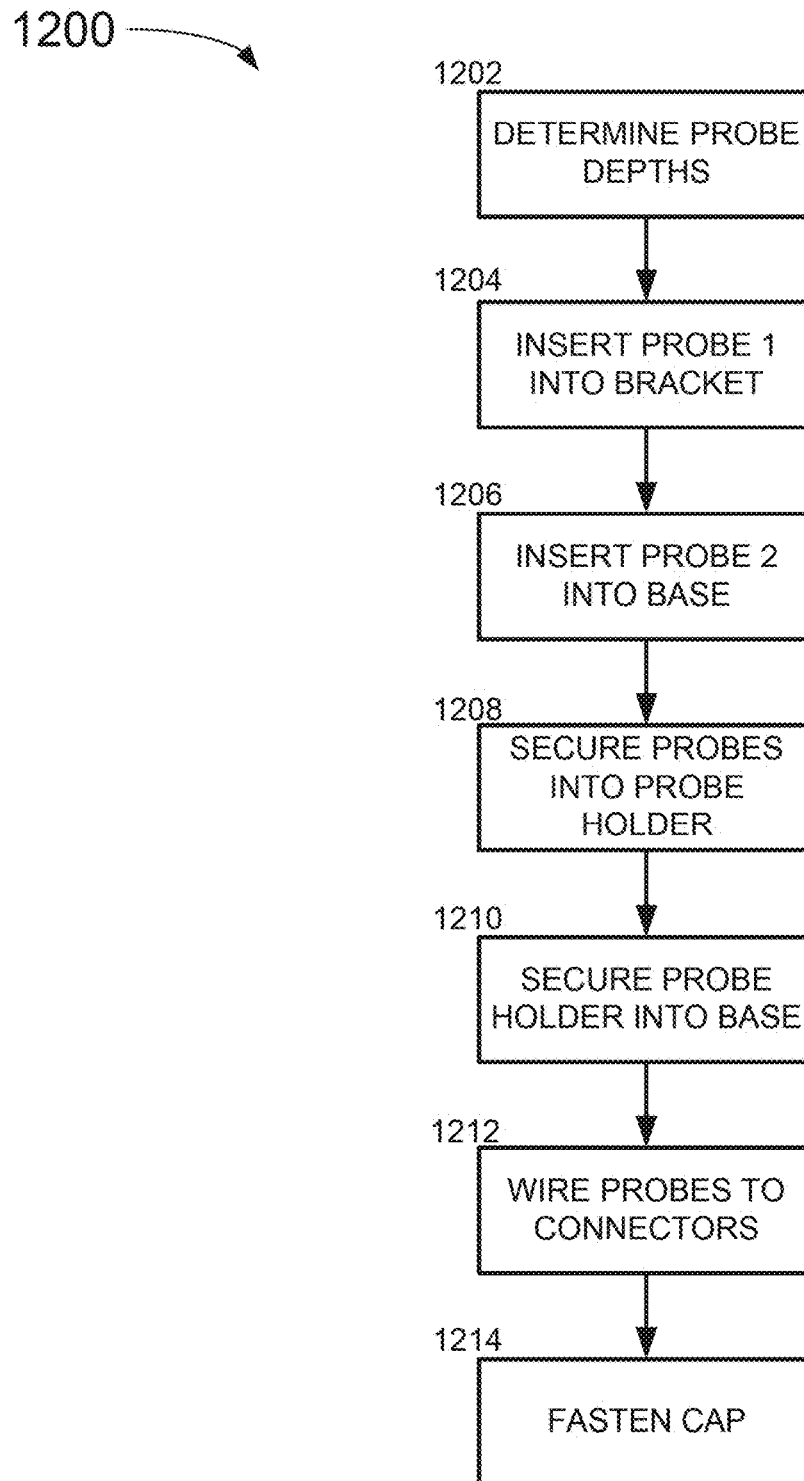 1200
1202
DETERMINE PROBE
DEPTHS
1204
INSERT PROBE 1
INTO BRACKET
1206
INSERT PROBE 2
INTO BASE
1208
SECURE PROBES
INTO PROBE
HOLDER
1210
SECURE PROBE
HOLDER INTO BASE
1212
WIRE PROBES TO
CONNECTORS
1214
FASTEN CAP